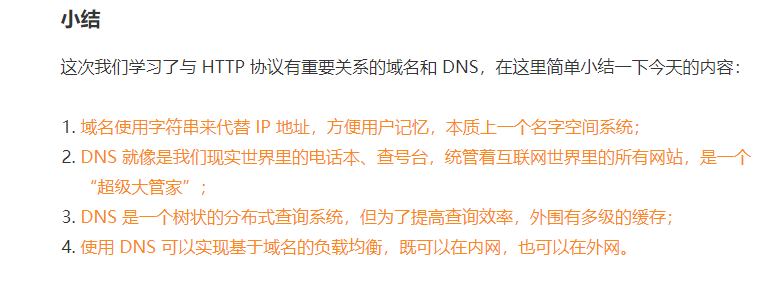 小结
这次我们学习了与 HTTP 协议有重要关系的域名和 DNS，在这里简单小结一下今天的内容：
1. 域名使用字符串来代替 IP 地址，方便用户记忆，本质上一个名字空间系统；
2. DNS 就像是我们现实世界里的电话本、查号台，统管着互联网世界里的所有网站，是一个
“超级大管家”；
3. DNS 是一个树状的分布式查询系统，但为了提高查询效率，外围有多级的缓存；
4. 使用 DNS 可以实现基于域名的负载均衡，既可以在内网，也可以在外网。